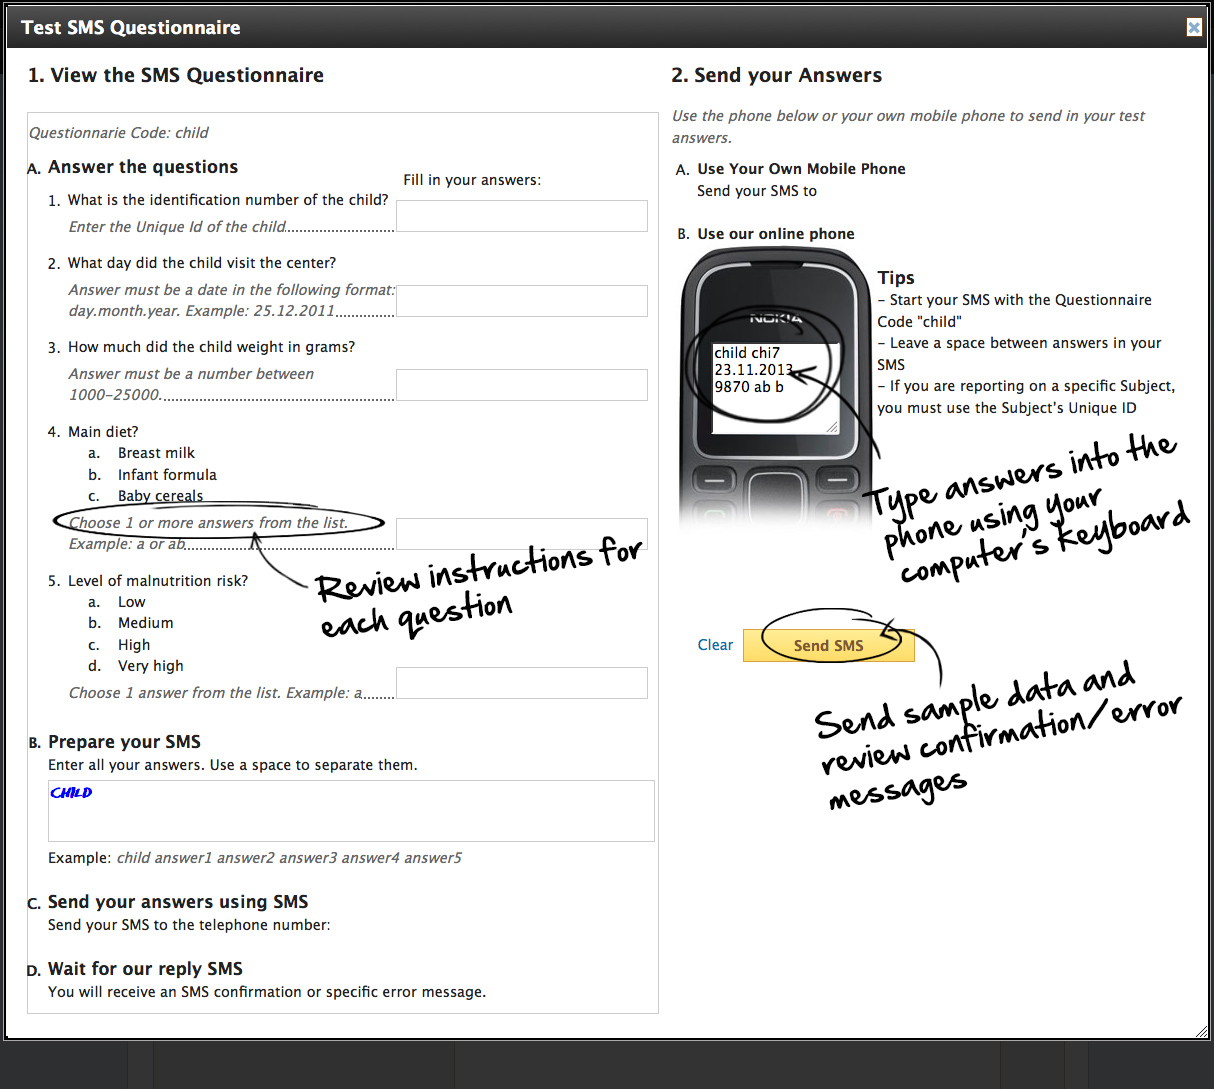 Test SMS Questionnaire
1. View the SMS Questionnaire
Questionnarie Code: child
A. Answer the questions
Fill in your answers:
1. What is the identification number of the child?
Enter the Unique Id of the child
2. What day did the child visit the center?
Answer must be a date in the following format:
day.month.year. Example: 25.12.2011
3. How much did the child weight in grams?
Answer must be a number between
1000-25000.
4. Main diet?
a. Breast milk
b. Infant formula
c. Baby cereals
Choose 1 or more answers from the list.
Example: a or ab
Review instructions for
each question
5. Level of malnutrition risk?
a. Low
b. Medium
c. High
d. Very high
Choose 1 answer from the list. Example: a
B. Prepare your SMS
Enter all your answers. Use a space to separate them.
CHILD
Example: child answer1 answer2 answer3 answer4 answer5
C. Send your answers using SMS
Send your SMS to the telephone number:
D. Wait for our reply SMS
You will receive an SMS confirmation or specific error message.
2. Send your Answers
Use the phone below or your own mobile phone to send in your test
answers.
A. Use Your Own Mobile Phone
Send your SMS to
B. Use our online phone
NOKIA
child chi7
23.11.2013
9870 ab b
Tips
- Start your SMS with the Questionnaire
Code "child"
- Leave a space between answers in your
SMS
- If you are reporting on a specific Subject,
you must use the Subject's Unique ID
Type answers into the
phone using your
computer's keyboard
Clear
Send SMS
Send sample data and
review confirmation/error
messages